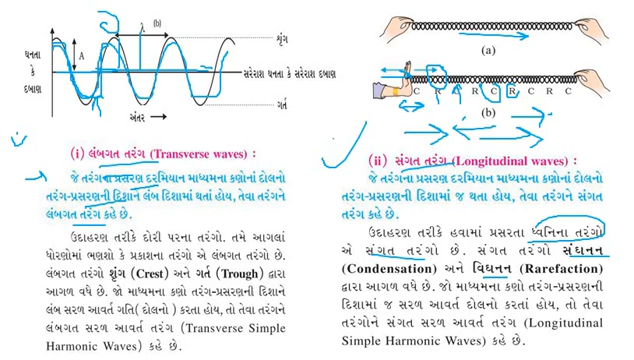 λ
(b)
A
શૃંગ
ઘનતા
કે
દબાણ
સરેરાશ ઘનતા કે સરેરાશ દબાણ
અંતર
ગર્ત
(i) લંબગત તરંગ (Transverse waves) :
જે તરંગના પ્રસરણ દરમિયાન માધ્યમના કણોનાં દોલનો
તરંગ-પ્રસરણની દિશાને લંબ દિશામાં થતાં હોય, તેવા તરંગને
લંબગત તરંગ કહે છે.
ઉદાહરણ તરીકે દોરી પરના તરંગો. તમે આગલાં
ધોરણોમાં ભણશો કે પ્રકાશના તરંગો એ લંબગત તરંગો છે.
લંબગત તરંગો શૃંગ (Crest) અને ગર્ત (Trough) દ્વારા
આગળ વધે છે. જો માધ્યમના કણો તરંગ-પ્રસરણની દિશાને
લંબ સરળ આવર્ત ગતિ(દોલનો) કરતા હોય, તો તેવા તરંગને
લંબગત સરળ આવર્ત તરંગ (Transverse Simple
Harmonic Waves) કહે છે.
(a)
C R C R C R C R C
(b)
(ii) સંગત તરંગ (Longitudinal waves) :
જે તરંગના પ્રસરણ દરમિયાન માધ્યમના કણોનાં દોલનો
તરંગ-પ્રસરણની દિશામાં જ થતા હોય, તેવા તરંગને સંગત
તરંગ કહે છે.
ઉદાહરણ તરીકે હવામાં પ્રસરતા ધ્વનિના તરંગો
એ સંગત તરંગો છે. સંગત તરંગો સંઘનન
(Condensation) અને વિઘનન (Rarefaction)
દ્વારા આગળ વધે છે. જો માધ્યમના કણો તરંગ-પ્રસરણની
દિશામાં જ સરળ આવર્ત દોલનો કરતાં હોય, તો તેવા
તરંગોને સંગત સરળ આવર્ત તરંગ (Longitudinal
Simple Harmonic Waves) કહે છે.